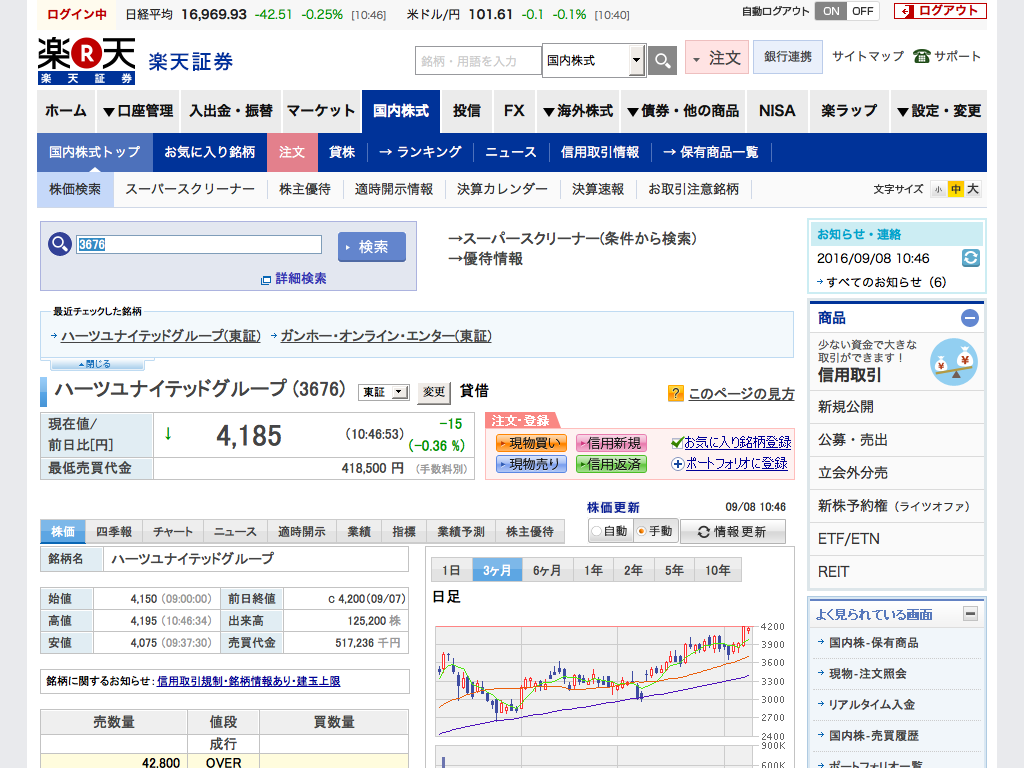 ログイン中 日経平均 16,969.93 -42.51 -0.25% [10:46] 米ドル/円 101.61 -0.1 -0.1% [10:40] 自動ログアウト ON OFF ログアウト
楽R天
楽天証券
楽天証券 銘柄・用語を入力 国内株式 注文 銀行連携 サイトマップ サポート
ホーム ▼口座管理 入出金・振替 マーケット 国内株式 投信 FX ▼海外株式 ▼債券・他の商品 NISA 楽ラップ ▼設定・変更
国内株式トップ お気に入り銘柄 注文 貸株 → ランキング ニュース 信用取引情報 → 保有商品一覧
株価検索 スーパースクリーナー 株主優待 適時開示情報 決算カレンダー 決算速報 お取引注意銘柄 文字サイズ 小 中 大
3676 検索
詳細検索
→スーパースクリーナー(条件から検索)
→優待情報
お知らせ・連絡
2016/09/08 10:46
→すべてのお知らせ（6）
最近チェックした銘柄
→ハーツユナイテッドグループ(東証) →ガンホー・オンライン・エンター(東証)
▲閉じる
商品
少ない資金で大きな
取引ができます！
信用取引
新規公開
公募・売出
立会外分売
新株予約権（ライツオファ）
ETF/ETN
REIT
ハーツユナイテッドグループ (3676) 東証 変更 貸借 ? このページの見方
現在値/
前日比[円] ↓ 4,185 (10:46:53) -15
(-0.36 %)
最低売買代金 418,500 円 (手数料別)
注文・登録
現物買い 信用新規 お気に入り銘柄登録
現物売り 信用返済 ポートフォリオに登録
株価更新 09/08 10:46
株価 四季報 チャート ニュース 適時開示 業績 指標 業績予測 株主優待 自動 手動 情報更新
銘柄名 ハーツユナイテッドグループ
始値 4,150 (09:00:00) 前日終値 C 4,200(09/07)
高値 4,195 (10:46:34) 出来高 125,200 株
安値 4,075 (09:37:30) 売買代金 517,236 千円
銘柄に関するお知らせ: 信用取引規制・銘柄情報あり・建玉上限
売数量 値段 買数量
成行
42,800 OVER
1日 3ヶ月 6ヶ月 1年 2年 5年 10年
日足
4200
3900
3600
3300
3000
2700
2400
900K
600K
よく見られている画面
→ 国内株-保有商品
→ 現物-注文照会
→ リアルタイム入金
→ 国内株-売買履歴
→ ポートフォリオ一覧